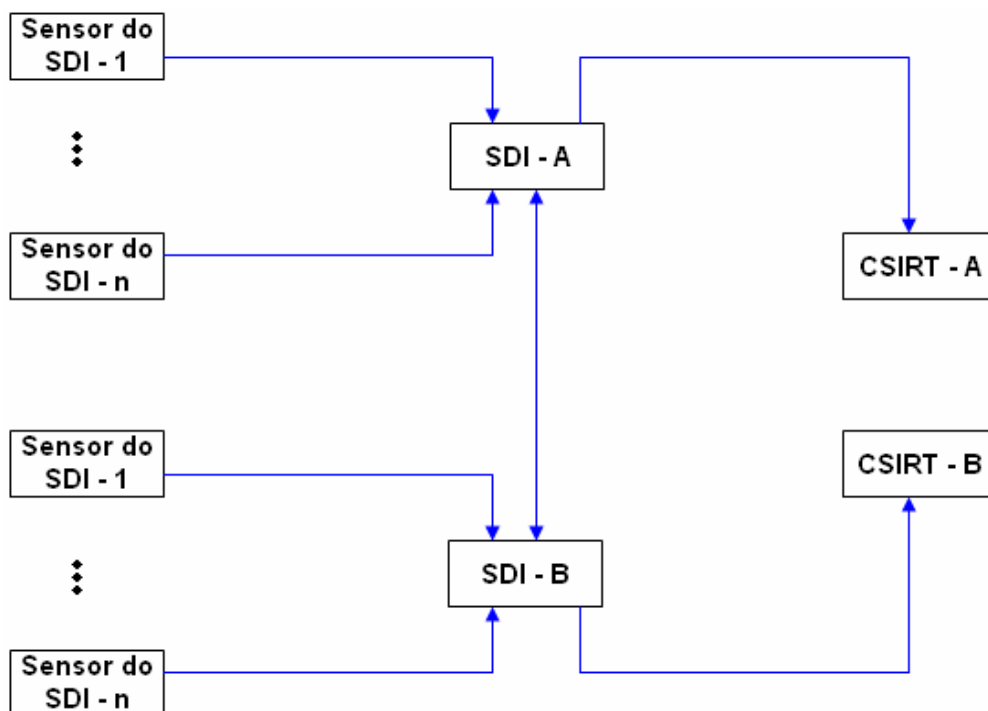 Sensor do
SDI - 1
SDI - A
Sensor do
SDI - n
CSIRT - A
Sensor do
SDI - 1
CSIRT - B
SDI - B
Sensor do
SDI - n